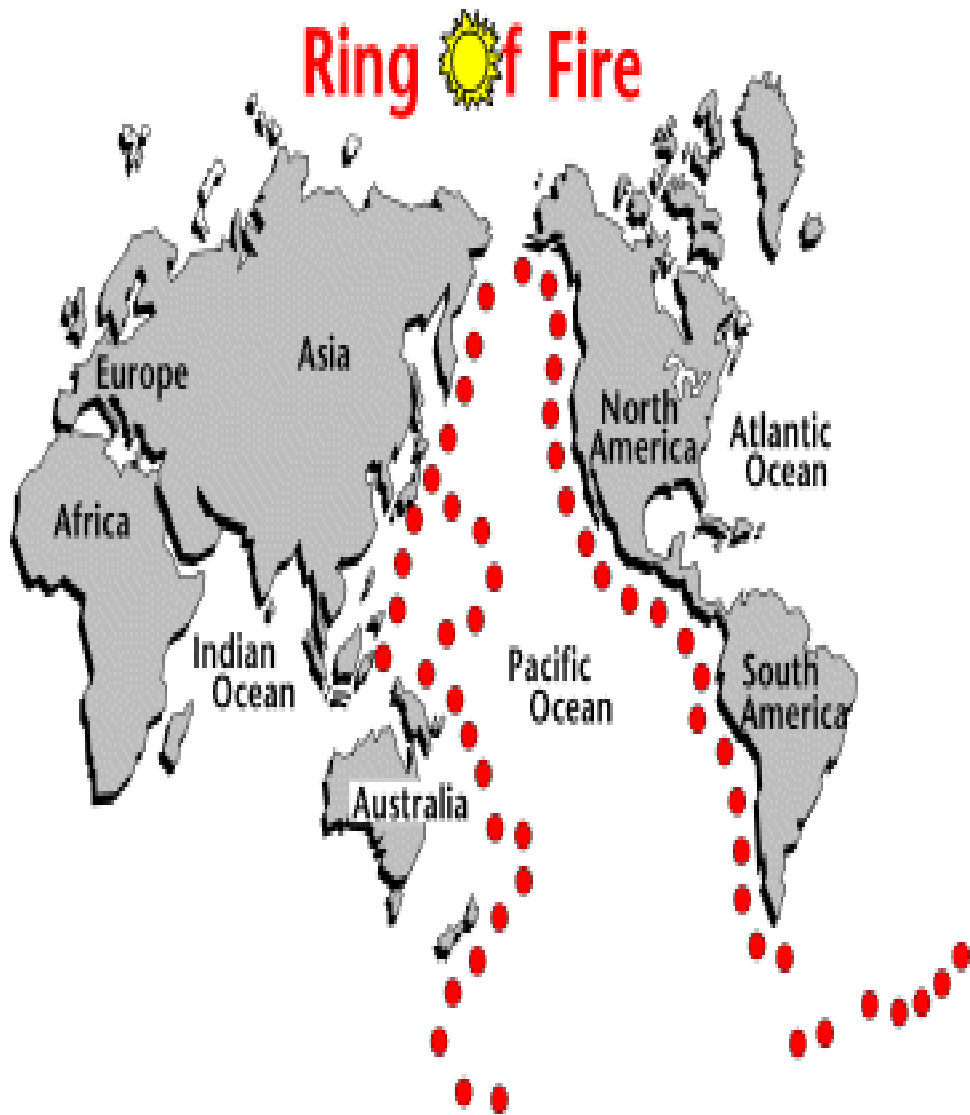 Ring Of Fire
Europe
Asia
North
America
Atlantic
Ocean
Africa
Indian
Ocean
Pacific
Ocean
South
America
Australia